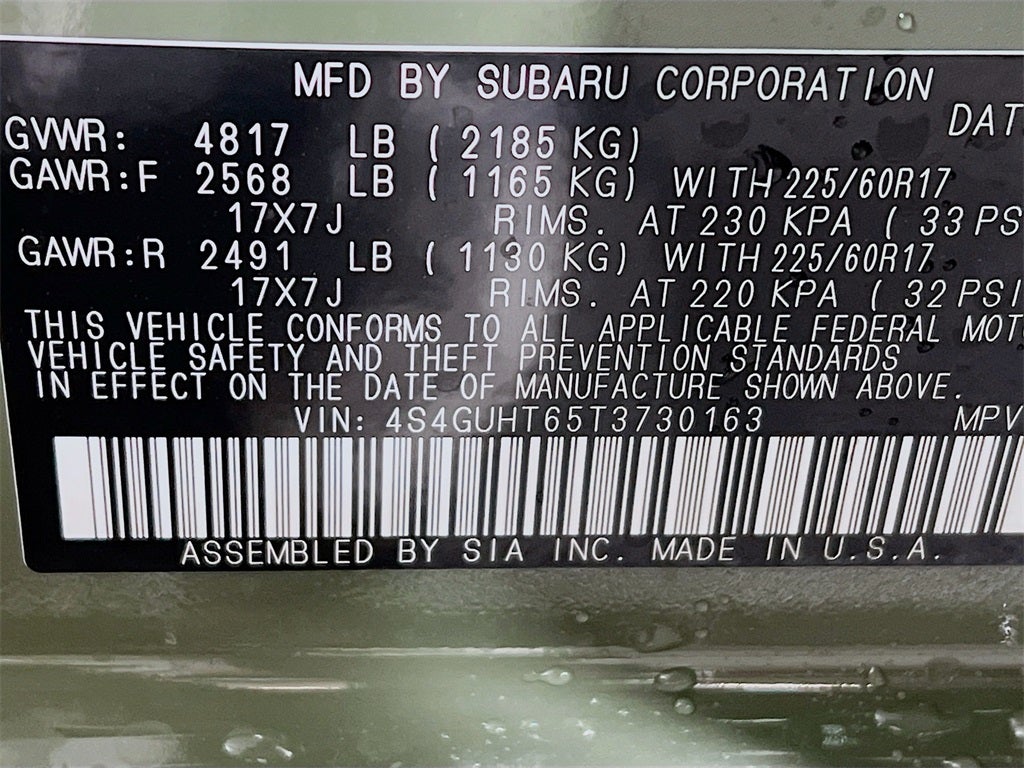 MFD BY SUBARU CORPORATION
DAT
GVWR: 4817 LB ( 2185 KG)
GAWR:F 2568 LB ( 1165 KG) WITH 225/60R17
17X7J RIMS. AT 230 KPA ( 33 PS
GAWR:R 2491 LB ( 1130 KG) WITH 225/60R17
17X7J RIMS. AT 220 KPA ( 32 PSI
THIS VEHICLE CONFORMS TO ALL APPLICABLE FEDERAL MOT
VEHICLE SAFETY AND THEFT PREVENTION STANDARDS
IN EFFECT ON THE DATE OF MANUFACTURE SHOWN ABOVE.
VIN: 4S4GUHT65T3730163 MPV
ASSEMBLED BY SIA INC. MADE IN U.S.A.